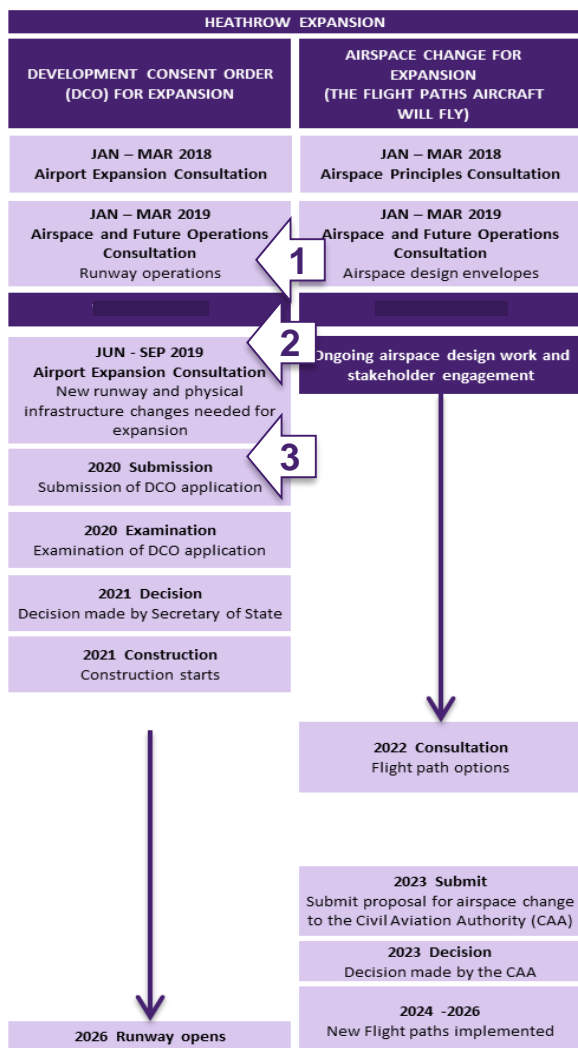 HEATHROW EXPANSION
DEVELOPMENT CONSENT ORDER
(DCO) FOR EXPANSION
JAN – MAR 2018
Airport Expansion Consultation
JAN – MAR 2019
Airspace and Future Operations
Consultation
Runway operations
1
2
JUN - SEP 2019
Airport Expansion Consultation
New runway and physical
infrastructure changes needed for
expansion
3
2020 Submission
Submission of DCO application
2020 Examination
Examination of DCO application
2021 Decision
Decision made by Secretary of State
2021 Construction
Construction starts
2026 Runway opens
AIRSPACE CHANGE FOR
EXPANSION
(THE FLIGHT PATHS AIRCRAFT
WILL FLY)
JAN – MAR 2018
Airspace Principles Consultation
JAN – MAR 2019
Airspace and Future Operations
Consultation
Airspace design envelopes
Ongoing airspace design work and
stakeholder engagement
2022 Consultation
Flight path options
2023 Submit
Submit proposal for airspace change
to the Civil Aviation Authority (CAA)
2023 Decision
Decision made by the CAA
2024 -2026
New Flight paths implemented